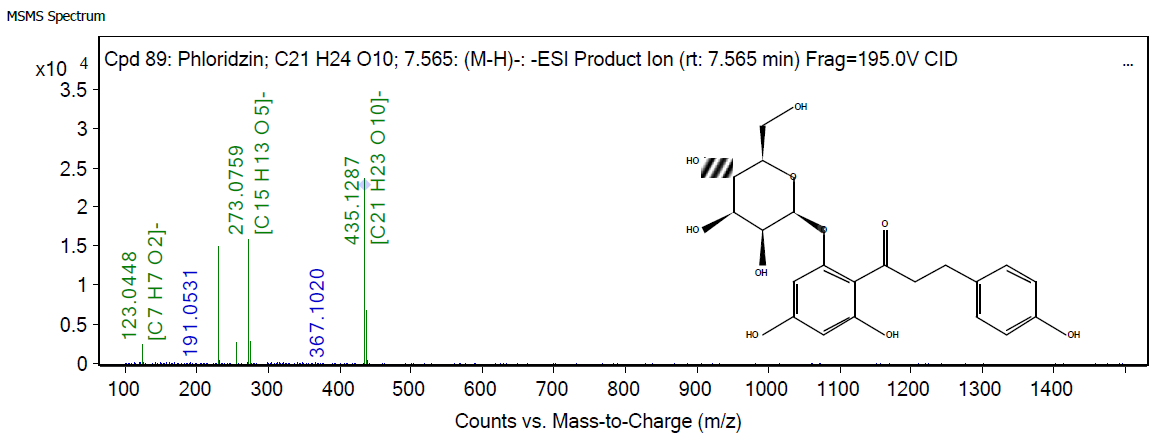 MSMS Spectrum
Cpd 89: Phloridzin; C21 H24 O10; 7.565: (M-H)-: -ESI Product Ion (rt: 7.565 min) Frag=195.0V CID ...
x10 4
3.5
3
2.5
2
1.5
1
0.5
0
123.0448
[C7 H7 O2]-
191.0531
273.0759
[C15 H13 O5]-
367.1020
435.1287
[C21 H23 O10]-
OH
HO
O
HO
O
OH
O
HO
OH
OH
100 200 300 400 500 600 700 800 900 1000 1100 1200 1300 1400
Counts vs. Mass-to-Charge (m/z)